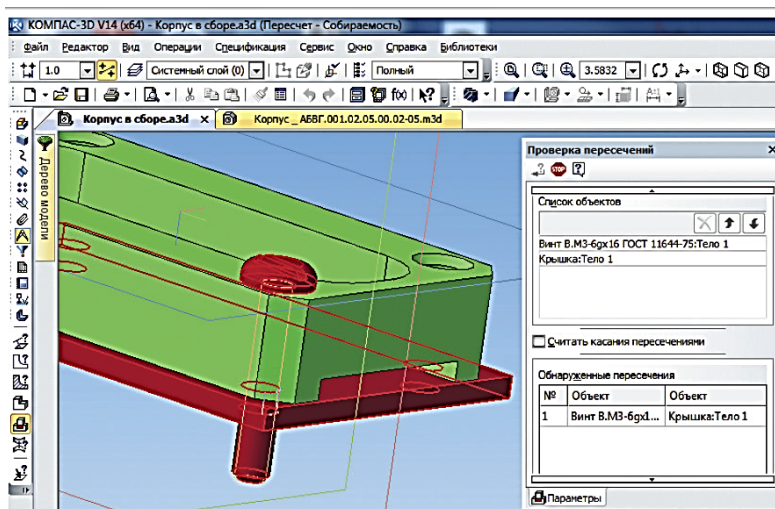 КОМПАС-3D V14 (x64) - Корпус в сборе.a3d (Пересчет - Собираемость)
Файл Редактор Вид Операции Спецификация Сервис Окно Справка Библиотеки
1.0 Системный слой (0) Полный 3.5832
f(x)
Корпус в сборе.a3d x Корпус _ АБВГ.001.02.05.00.02-05.m3d
Дерево модели
Проверка пересечений
STOP
Список объектов
Винт В.М3-6gx16 ГОСТ 11644-75:Тело 1
Крышка:Тело 1
Считать касания пересечениями
Обнаруженные пересечения
№ Объект Объект
1 Винт В.М3-6gx1... Крышка:Тело 1
Параметры